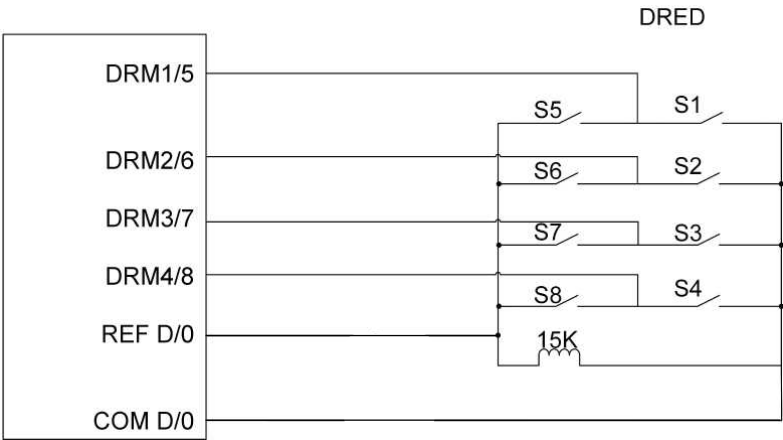 DRED
DRM1/5
S5
S1
DRM2/6
S6
S2
DRM3/7
S7
S3
DRM4/8
S8
S4
REF D/0
15K
COM D/0